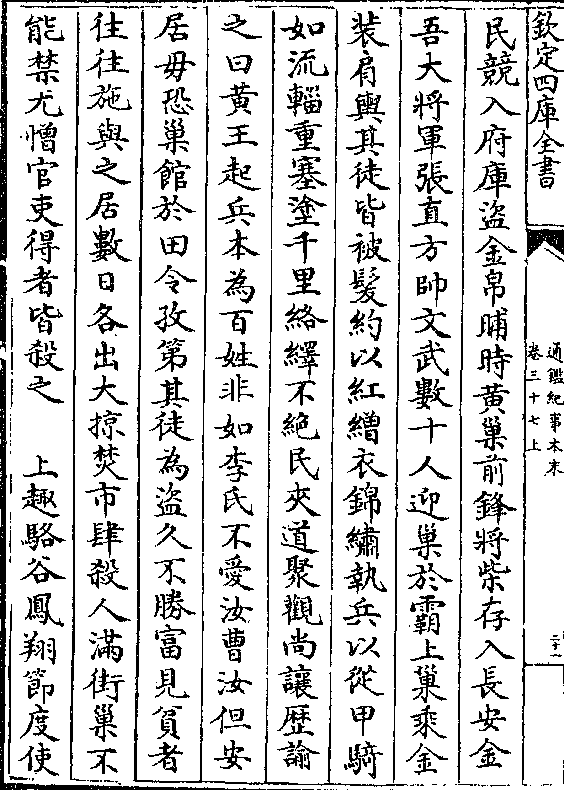 欽定四庫全書
通鑑紀事本末
卷三十七上
二十一
民競入府庫盜金帛晡時黃巢前鋒將柴存入長安金
吾大將軍張直方帥文武數十人迎巢於霸上巢乘金
裝肩輿其徒皆被髮約以紅繒衣錦繡執兵以從甲騎
如流輜重塞塗千里絡繹不絶民夾道聚觀尚讓歴諭
之曰黃王起兵本為百姓非如李氏不愛汝曹汝但安
居毋恐巢館於田令孜第其徒為盜久不勝富見貧者
往往施與之居數日各出大掠焚市肆殺人滿街巢不
能禁尤憎官吏得者皆殺之　上趣駱谷鳳翔節度使